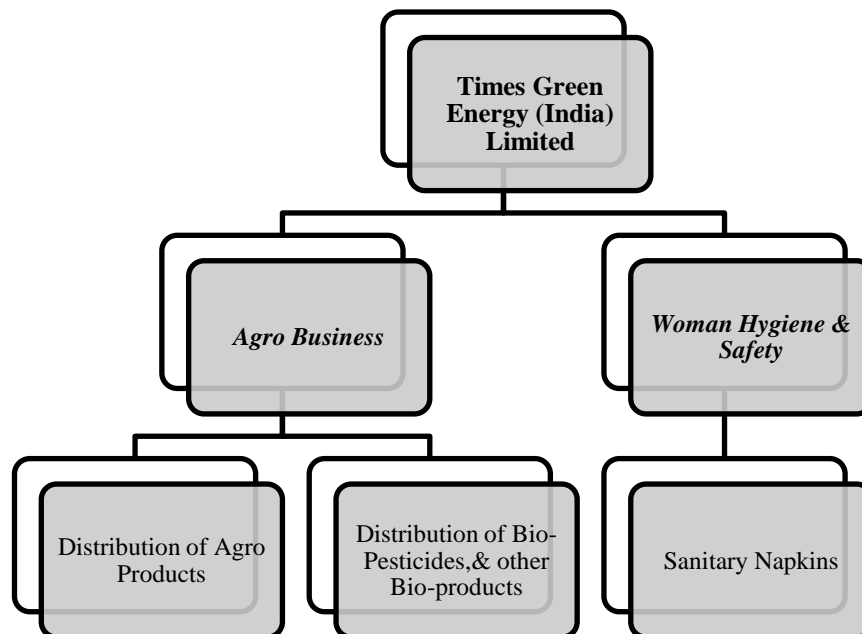 Times Green
Energy (India)
Limited
Agro Business
Woman Hygiene &
Safety
Distribution of Agro
Products
Distribution of Bio-
Pesticides,& other
Bio-products
Sanitary Napkins